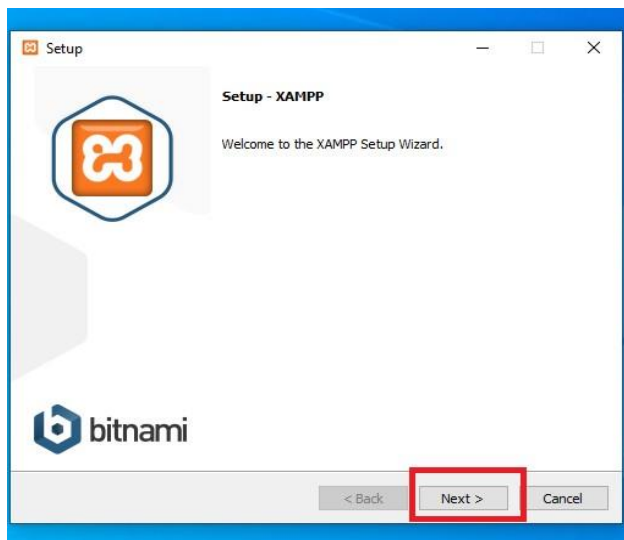 Setup
Setup - XAMPP
Welcome to the XAMPP Setup Wizard.
bitnami
< Back Next > Cancel